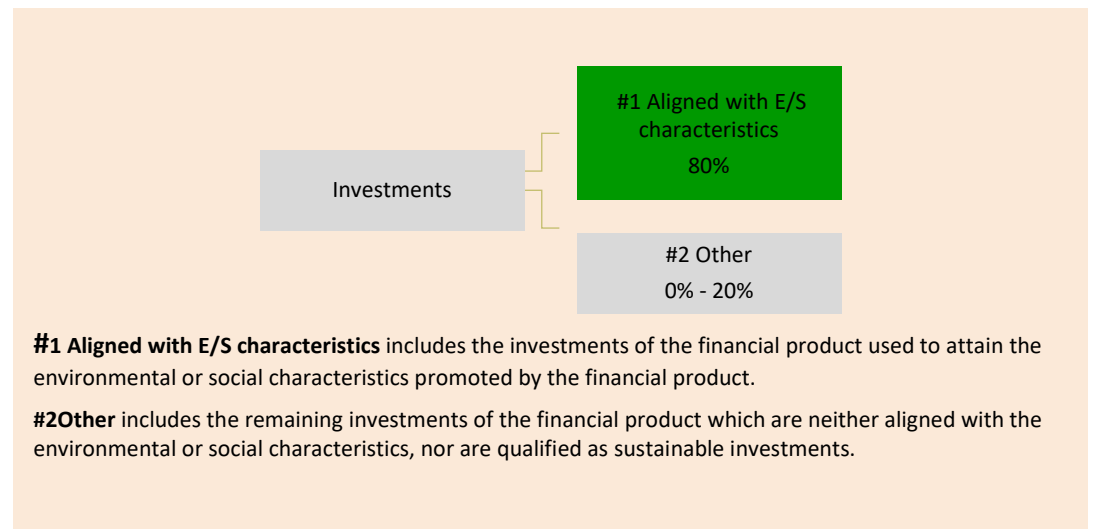 #1 Aligned with E/S
characteristics
80%
Investments
#2 Other
0% - 20%
#1 Aligned with E/S characteristics includes the investments of the financial product used to attain the
environmental or social characteristics promoted by the financial product.
#2Other includes the remaining investments of the financial product which are neither aligned with the
environmental or social characteristics, nor are qualified as sustainable investments.